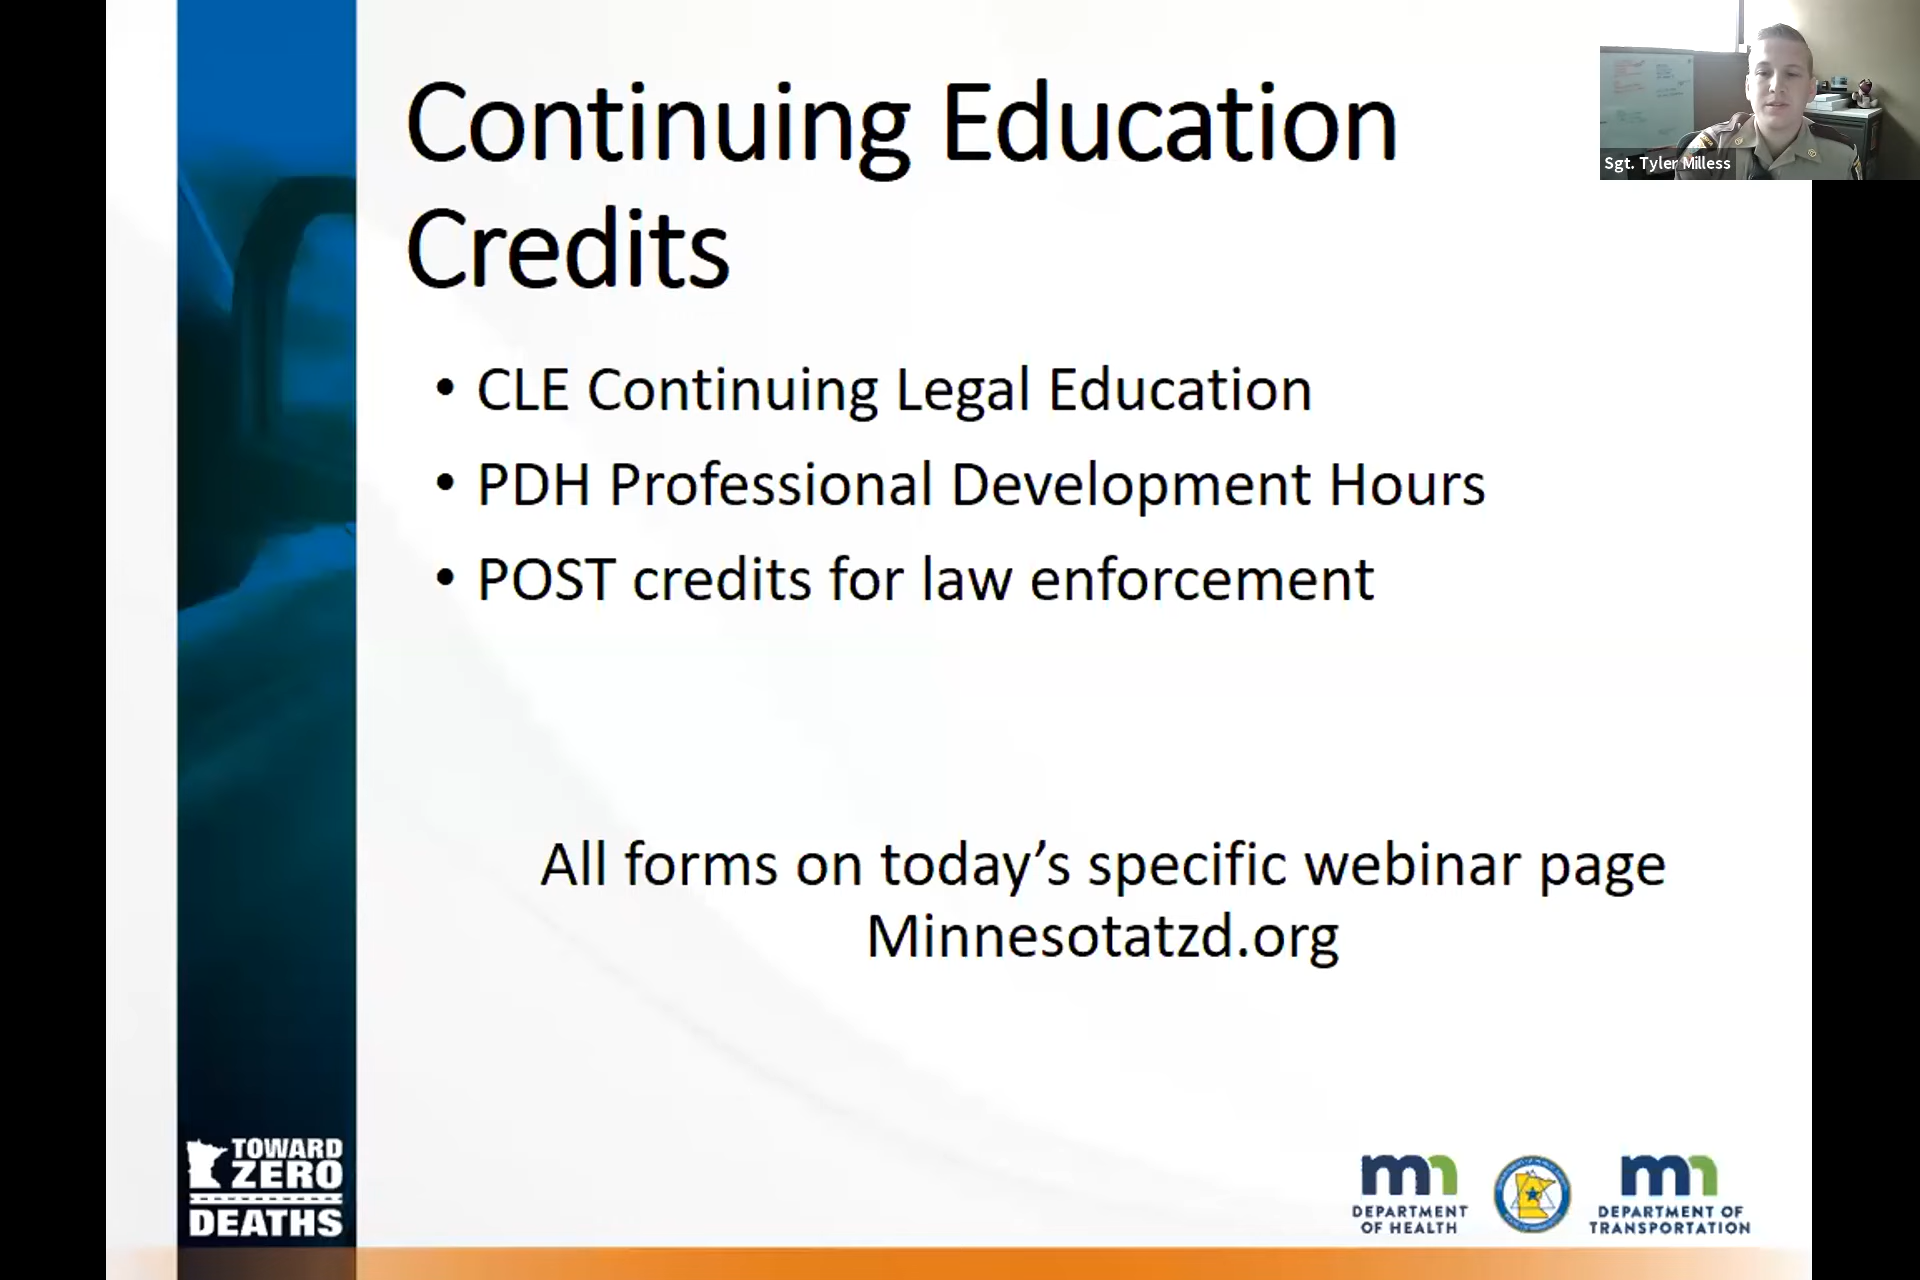 Continuing Education
Credits
• CLE Continuing Legal Education
• PDH Professional Development Hours
• POST credits for law enforcement
All forms on today’s specific webinar page
Minnesotatzd.org
Sgt. Tyler Milless
TOWARD
ZERO
DEATHS
mn
DEPARTMENT
OF HEALTH
mn
DEPARTMENT OF
TRANSPORTATION